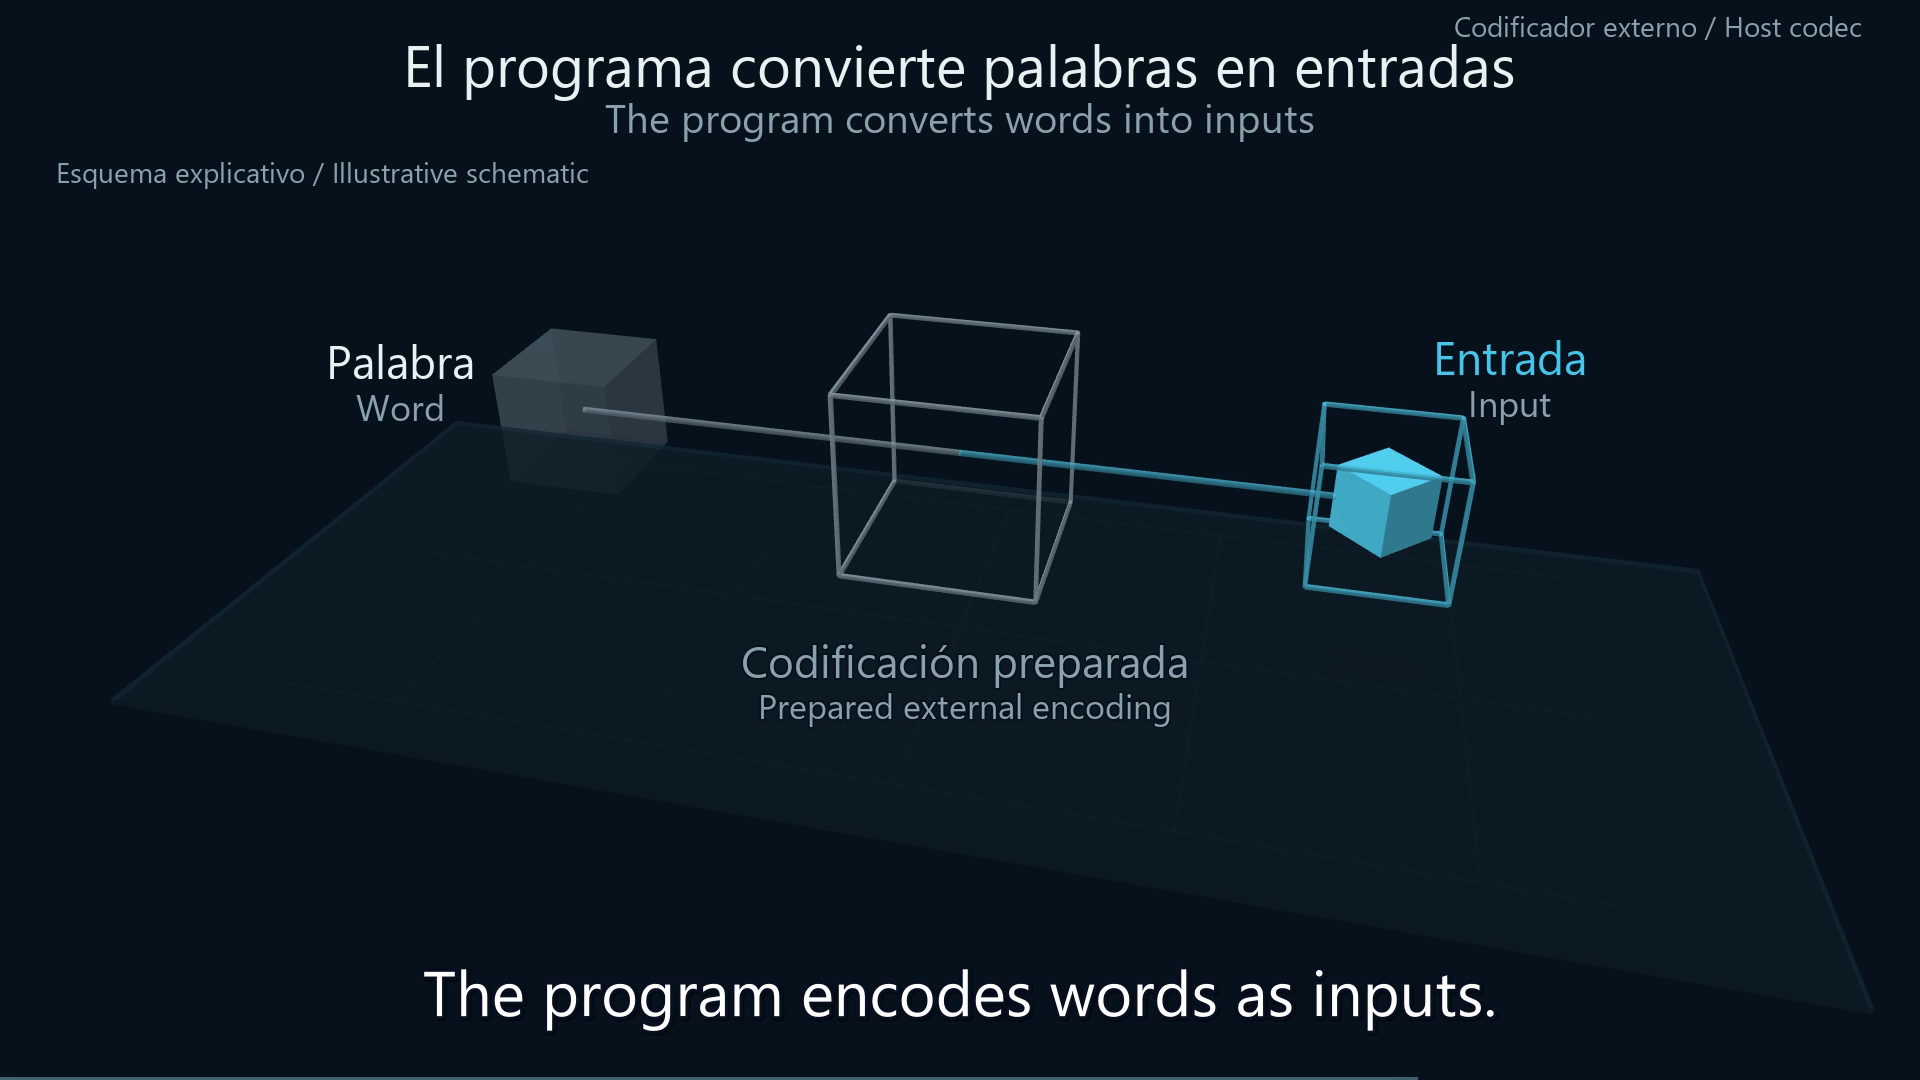 Codificador externo / Host codec
El programa convierte palabras en entradas
The program converts words into inputs
Esquema explicativo / Illustrative schematic
Palabra
Word
Entrada
Input
Codificación preparada
Prepared external encoding
The program encodes words as inputs.